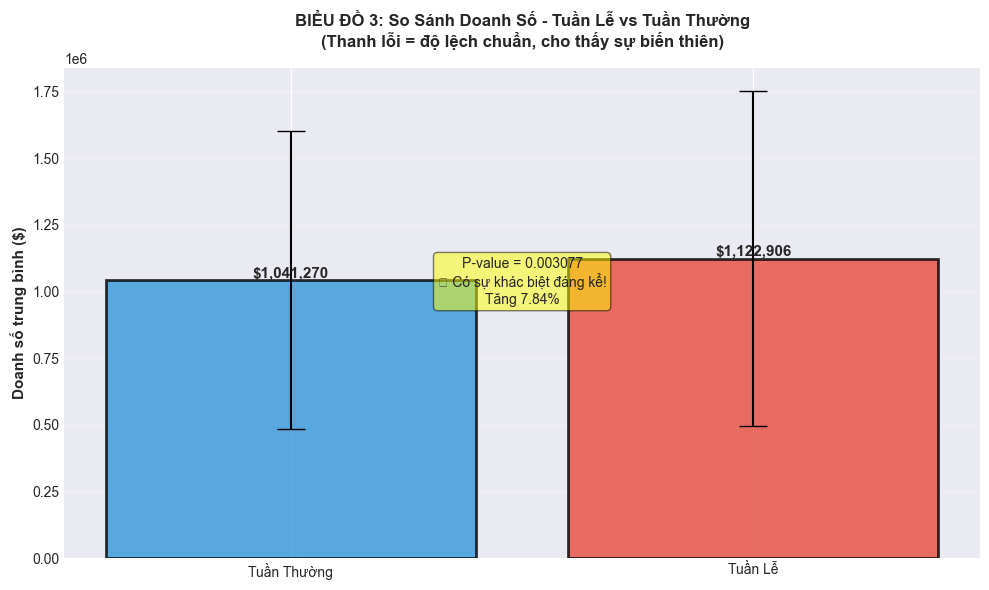 BIỂU ĐỒ 3: So Sánh Doanh Số - Tuần Lễ vs Tuần Thường
(Thanh lỗi = độ lệch chuẩn, cho thấy sự biến thiên)
1e6
1.75
1.50
1.25
1.00
0.75
0.50
0.25
0.00
Doanh số trung bình ($)
$1,041,270
P-value = 0.003077
Có sự khác biệt đáng kể!
Tăng 7.84%
$1,122,906
Tuần Thường
Tuần Lễ